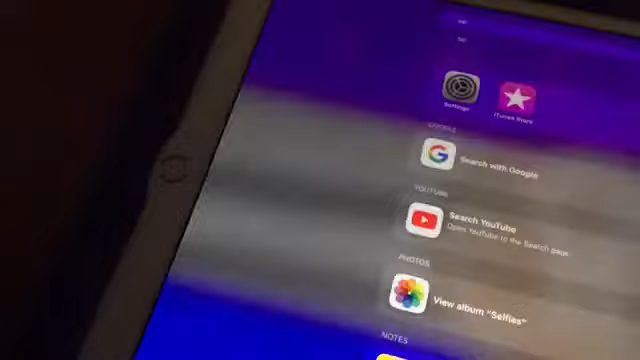 Settings
iTunes Store
GOOGLE
Search with Google
YOUTUBE
Search YouTube
Open YouTube to the Search page
PHOTOS
View album "Selfies"
NOTES